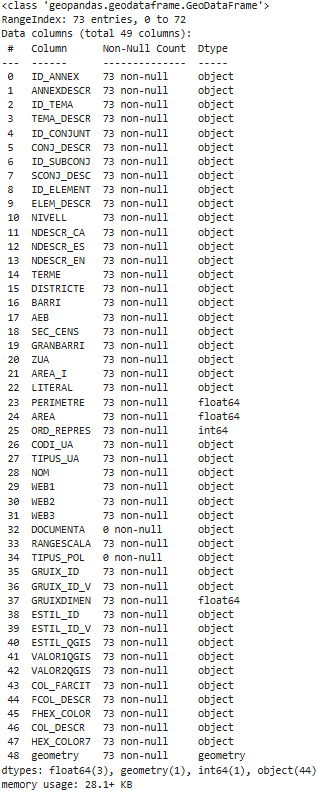 <class 'geopandas.geodataframe.GeoDataFrame'>
RangeIndex: 73 entries, 0 to 72
Data columns (total 49 columns):
 #   Column      Non-Null Count  Dtype
---  ------      --------------  -----
 0   ID_ANNEX    73 non-null     object
 1   ANNEXDESCR  73 non-null     object
 2   ID_TEMA     73 non-null     object
 3   TEMA_DESCR  73 non-null     object
 4   ID_CONJUNT  73 non-null     object
 5   CONJ_DESCR  73 non-null     object
 6   ID_SUBCONJ  73 non-null     object
 7   SCONJ_DESC  73 non-null     object
 8   ID_ELEMENT  73 non-null     object
 9   ELEM_DESCR  73 non-null     object
 10  NIVELL      73 non-null     object
 11  NDESCR_CA   73 non-null     object
 12  NDESCR_ES   73 non-null     object
 13  NDESCR_EN   73 non-null     object
 14  TERME       73 non-null     object
 15  DISTRICTE   73 non-null     object
 16  BARRI       73 non-null     object
 17  AEB         73 non-null     object
 18  SEC_CENS    73 non-null     object
 19  GRANBARRI   73 non-null     object
 20  ZUA         73 non-null     object
 21  AREA_I      73 non-null     object
 22  LITERAL     73 non-null     object
 23  PERIMETRE   73 non-null     float64
 24  AREA        73 non-null     float64
 25  ORD_REPRES  73 non-null     int64
 26  CODI_UA     73 non-null     object
 27  TIPUS_UA    73 non-null     object
 28  NOM         73 non-null     object
 29  WEB1        73 non-null     object
 30  WEB2        73 non-null     object
 31  WEB3        73 non-null     object
 32  DOCUMENTA   0 non-null      object
 33  RANGESCALA  73 non-null     object
 34  TIPUS_POL   0 non-null      object
 35  GRUIX_ID    73 non-null     object
 36  GRUIX_ID_V  73 non-null     object
 37  GRUIXDIMEN  73 non-null     float64
 38  ESTIL_ID    73 non-null     object
 39  ESTIL_ID_V  73 non-null     object
 40  ESTIL_QGIS  73 non-null     object
 41  VALOR1QGIS  73 non-null     object
 42  VALOR2QGIS  73 non-null     object
 43  COL_FARCIT  73 non-null     object
 44  FCOL_DESCR  73 non-null     object
 45  FHEX_COLOR  73 non-null     object
 46  COL_DESCR   73 non-null     object
 47  HEX_COLOR7  73 non-null     object
 48  geometry    73 non-null     geometry
dtypes: float64(3), geometry(1), int64(1), object(44)
memory usage: 28.1+ KB